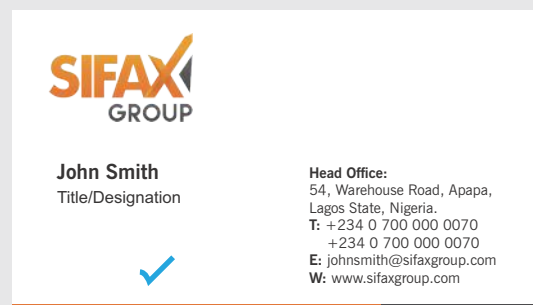 SIFAX
GROUP
John Smith
Title/Designation
Head Office:
54, Warehouse Road, Apapa,
Lagos State, Nigeria.
T: +234 0 700 000 0070
+234 0 700 000 0070
E: johnsmith@sifaxgroup.com
W: www.sifaxgroup.com